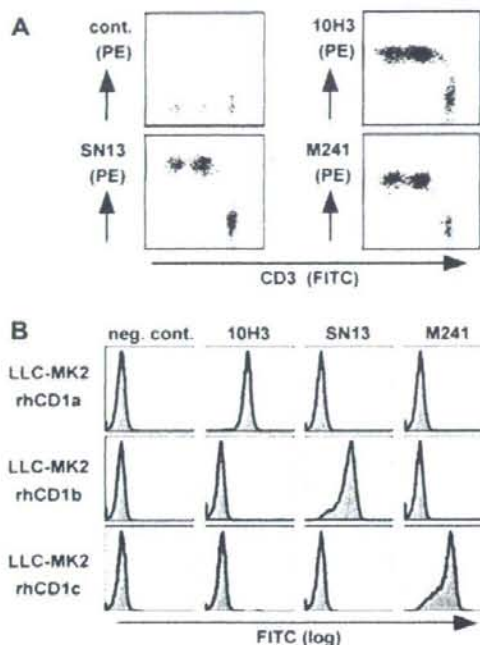 A
cont.
(PE)
10H3
(PE)
SN13
(PE)
M241
(PE)
CD3 (FITC)
B
neg. cont. 10H3 SN13 M241
LLC-MK2
rhCD1a
LLC-MK2
rhCD1b
LLC-MK2
rhCD1c
FITC (log)